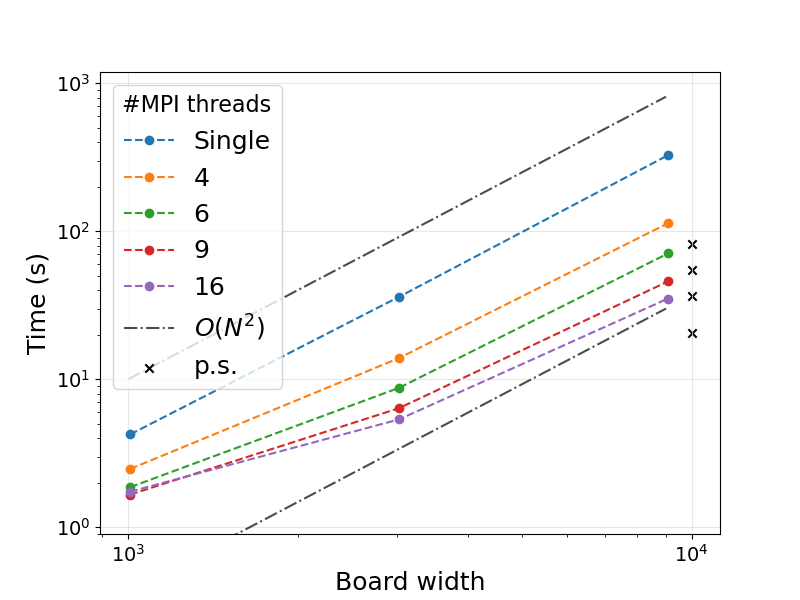 #MPI threads
Single
4
6
9
16
O(N²)
p.s.
10³
10²
10¹
10⁰
Time (s)
10³
10⁴
Board width